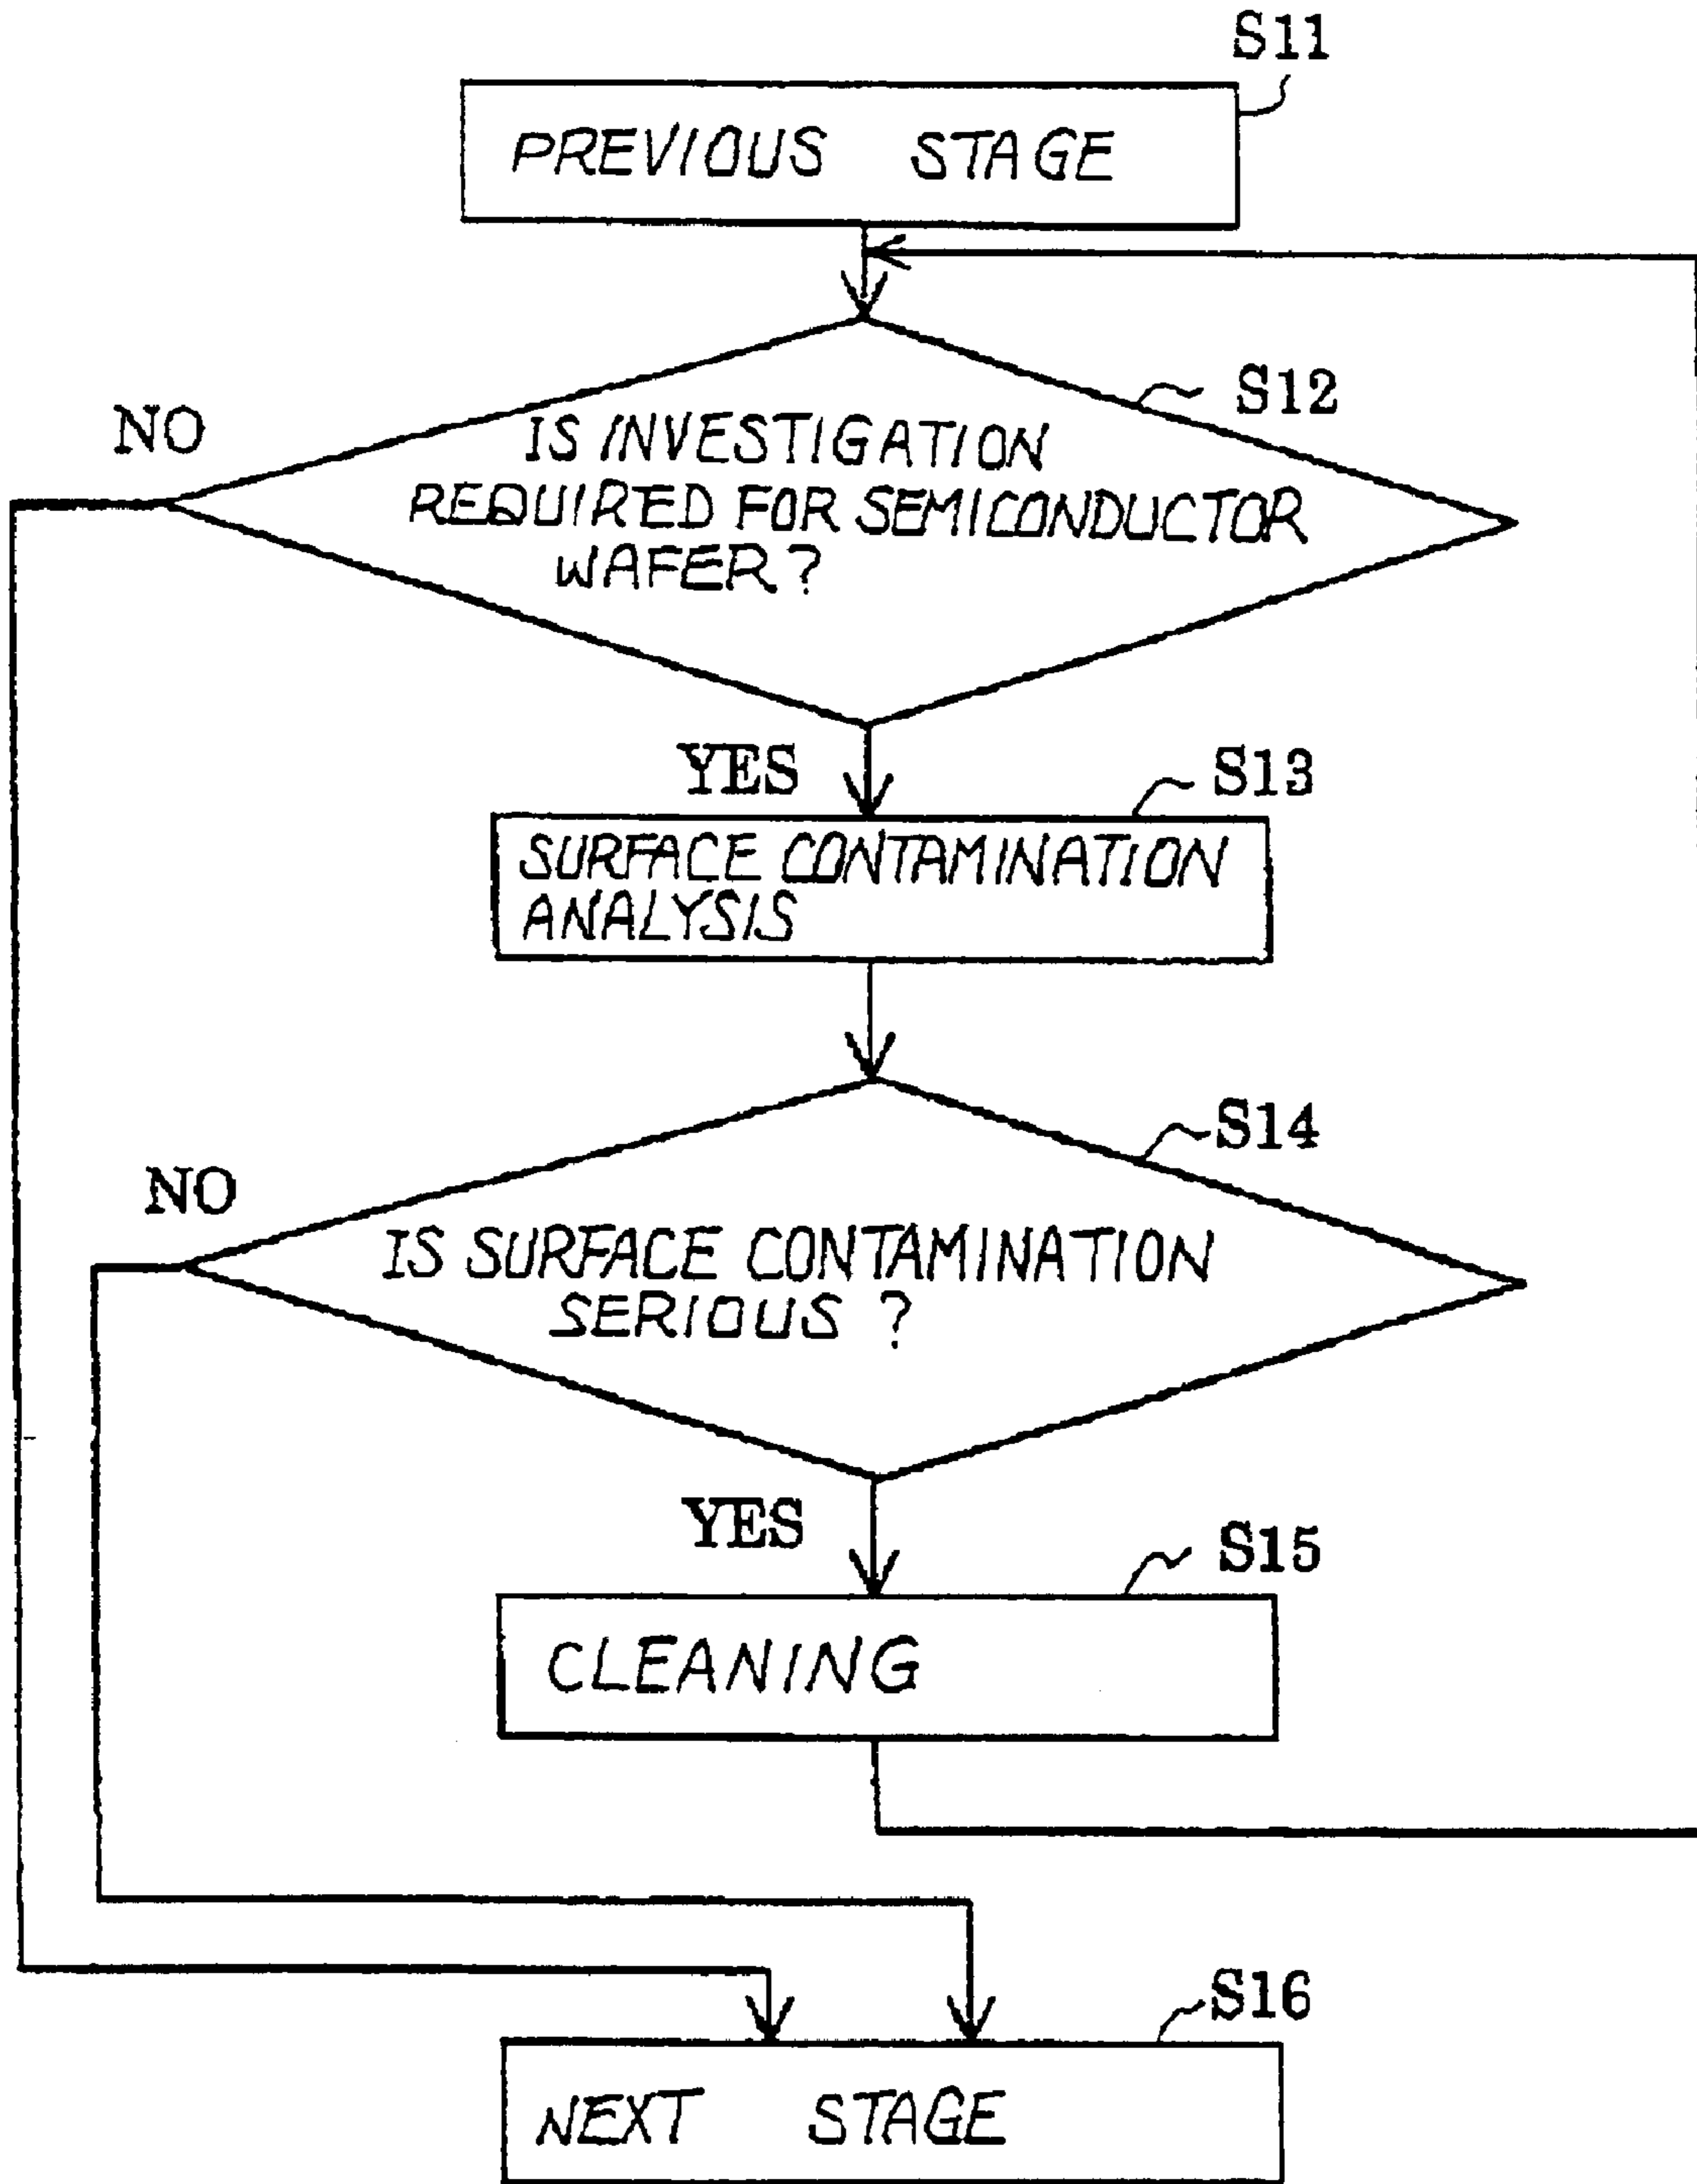 S11
PREVIOUS STAGE
S12
NO
IS INVESTIGATION
REQUIRED FOR SEMICONDUCTOR
WAFER?
YES
S13
SURFACE CONTAMINATION
ANALYSIS
S14
NO
IS SURFACE CONTAMINATION
SERIOUS ?
YES
S15
CLEANING
S16
NEXT STAGE